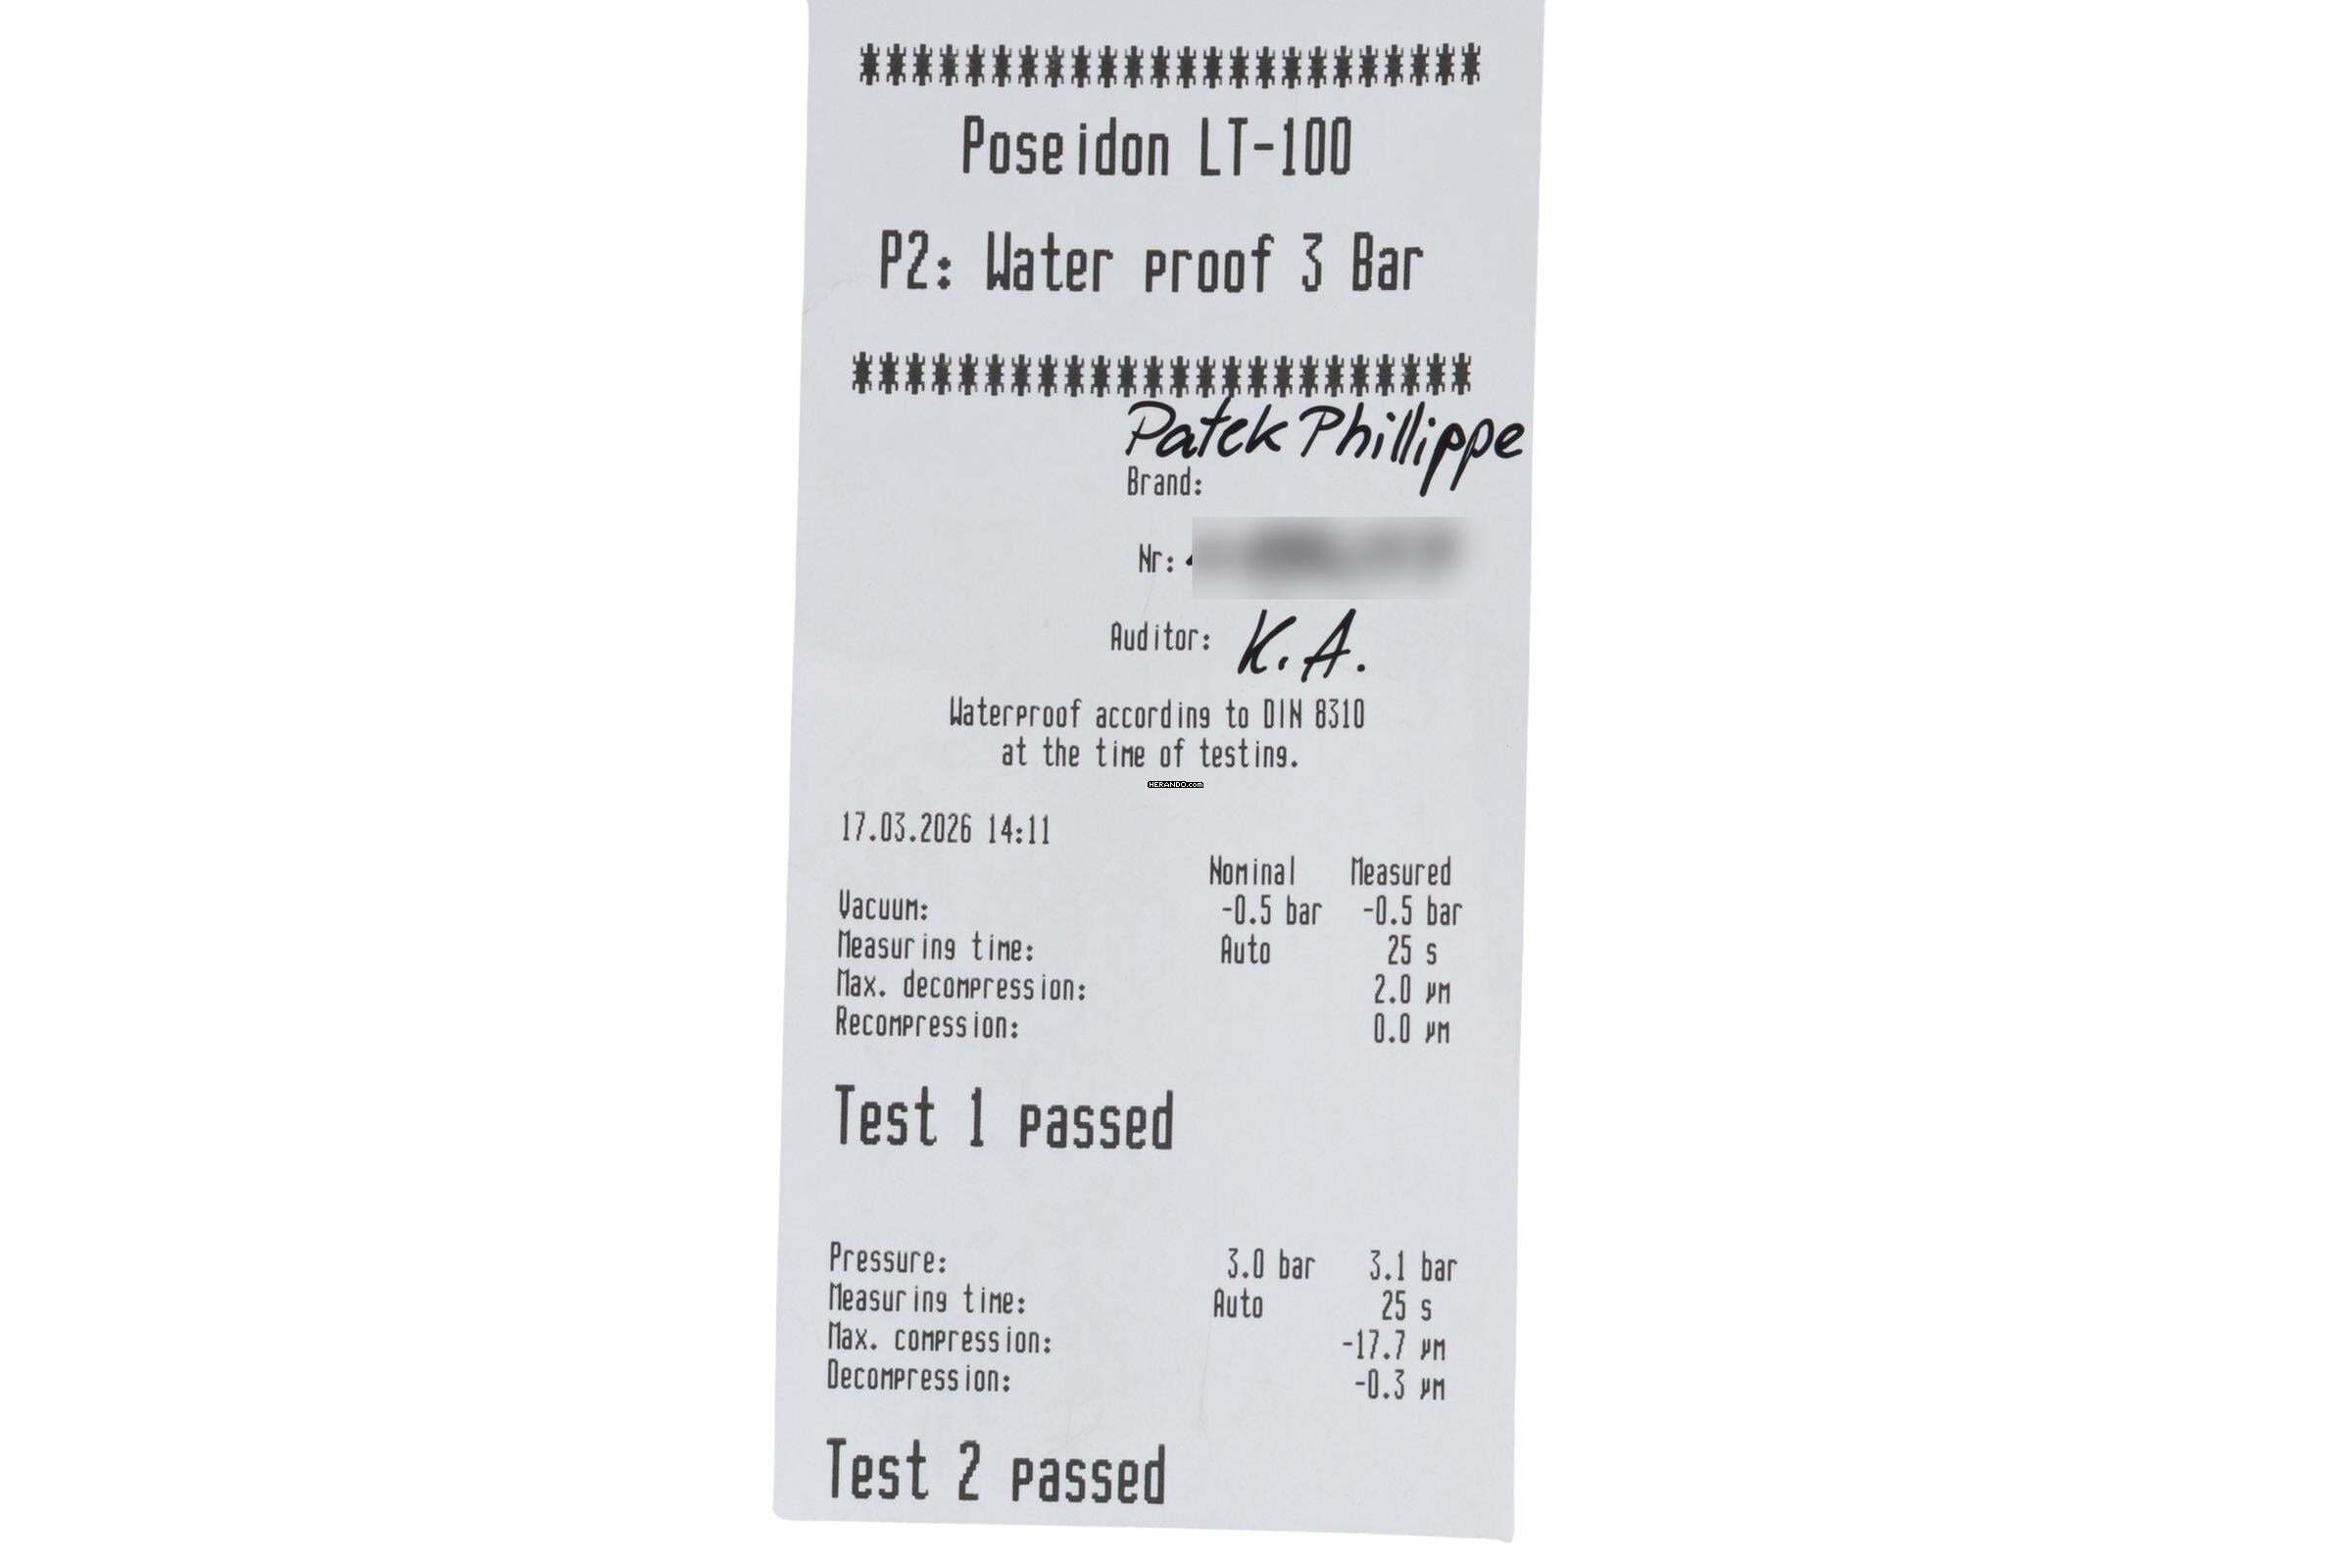 ************************
Poseidon LT-100
P2: Water proof 3 Bar
************************
Patek Phillippe
Brand:
Nr:
Auditor: K.A.
Waterproof according to DIN 8310
at the time of testing.
HERANDO.com
17.03.2026 14:11
Nominal Measured
Vacuum: -0.5 bar -0.5 bar
Measuring time: Auto 25 s
Max. decompression: 2.0 µm
Recompression: 0.0 µm
Test 1 passed
Pressure: 3.0 bar 3.1 bar
Measuring time: Auto 25 s
Max. compression: -17.7 µm
Decompression: -0.3 µm
Test 2 passed